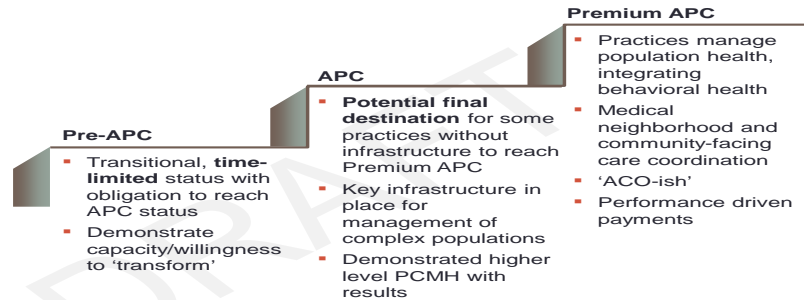 Premium APC
Practices manage
population health,
integrating
behavioral health
Medical
neighborhood and
community-facing
care coordination
'ACO-ish'
Performance driven
payments
APC
Potential final
destination for some
practices without
infrastructure to reach
Premium APC
Key infrastructure in
place for
management of
complex populations
Demonstrated higher
level PCMH with
results
Pre-APC
Transitional, time-
limited status with
obligation to reach
APC status
Demonstrate
capacity/willingness
to 'transform'
DRAFT